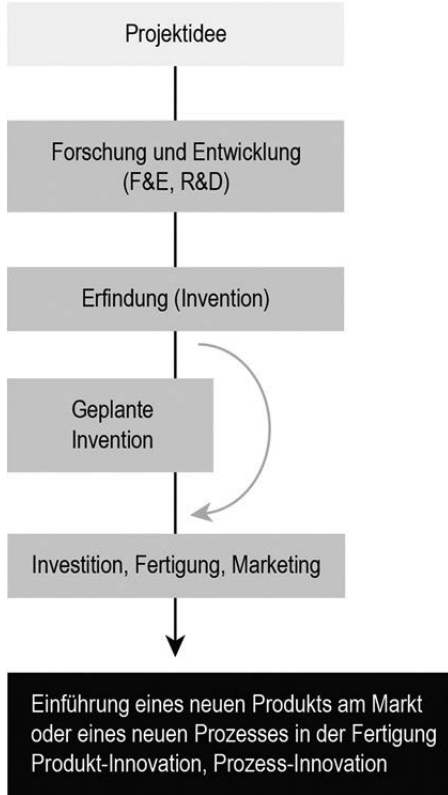 Projektidee
Forschung und Entwicklung
(F&E, R&D)
Erfindung (Invention)
Geplante
Invention
Investition, Fertigung, Marketing
Einführung eines neuen Produkts am Markt
oder eines neuen Prozesses in der Fertigung
Produkt-Innovation, Prozess-Innovation